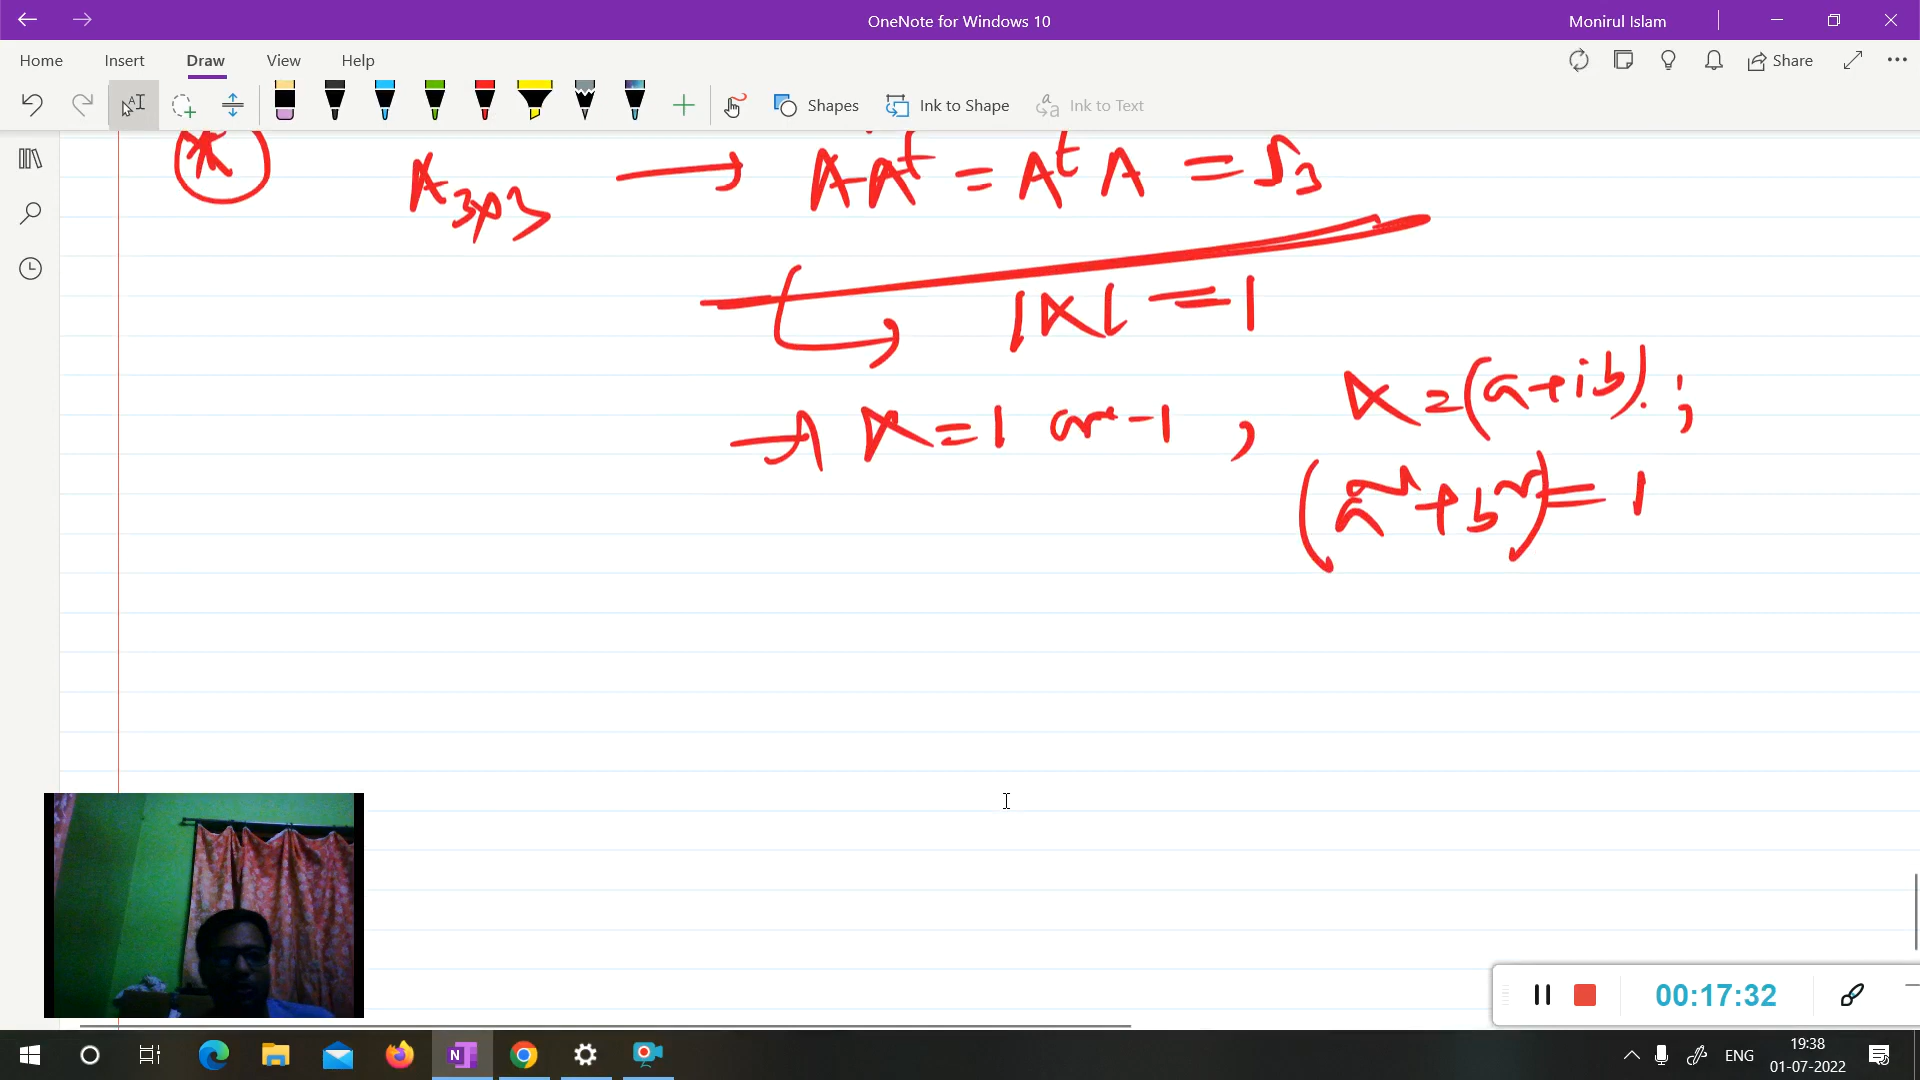 OneNote for Windows 10
Monirul Islam
Home Insert Draw View Help
Share
Shapes Ink to Shape Ink to Text
A₃ₓ₃ → AAᵗ = AᵗA = I₃
|α| = 1
→ α = 1 or -1 , α = (a+ib) ;
(a²+b²) = 1
00:17:32
ENG
19:38
01-07-2022